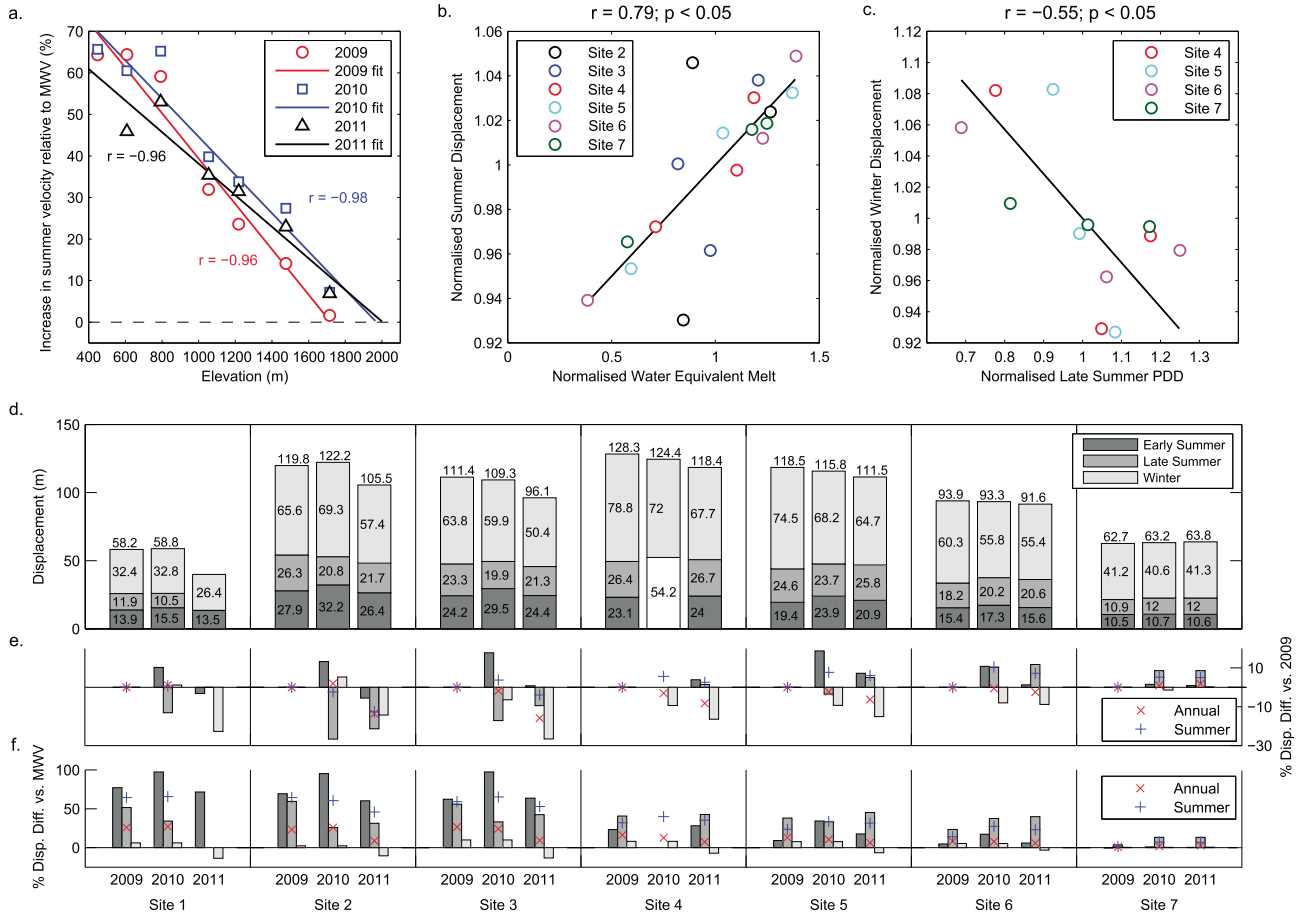 a.
Increase in summer velocity relative to MWV (%)
70
60
50
40
30
20
10
0
400 600 800 1000 1200 1400 1600 1800 2000
Elevation (m)
2009
2009 fit
2010
2010 fit
2011
2011 fit
r = −0.96
r = −0.98
r = −0.96
b.
r = 0.79; p < 0.05
Normalised Summer Displacement
1.06
1.04
1.02
1
0.98
0.96
0.94
0.92
0 0.5 1 1.5
Normalised Water Equivalent Melt
Site 2
Site 3
Site 4
Site 5
Site 6
Site 7
c.
r = −0.55; p < 0.05
Normalised Winter Displacement
1.12
1.1
1.08
1.06
1.04
1.02
1
0.98
0.96
0.94
0.92
0.7 0.8 0.9 1 1.1 1.2 1.3
Normalised Late Summer PDD
Site 4
Site 5
Site 6
Site 7
d.
Displacement (m)
150
100
50
0
Early Summer
Late Summer
Winter
58.2 58.8
32.4 32.8 26.4
11.9 10.5
13.9 15.5 13.5
119.8 122.2 105.5
65.6 69.3 57.4
26.3 20.8 21.7
27.9 32.2 26.4
111.4 109.3 96.1
63.8 59.9 50.4
23.3 19.9 21.3
24.2 29.5 24.4
128.3 124.4 118.4
78.8 72 67.7
26.4 54.2 26.7
23.1 24
118.5 115.8 111.5
74.5 68.2 64.7
24.6 23.7 25.8
19.4 23.9 20.9
93.9 93.3 91.6
60.3 55.8 55.4
18.2 20.2 20.6
15.4 17.3 15.6
62.7 63.2 63.8
41.2 40.6 41.3
10.9 12 12
10.5 10.7 10.6
e.
% Disp. Diff. vs. 2009
10
−10
−30
Annual
Summer
f.
% Disp. Diff. vs. MWV
100
50
0
Annual
Summer
2009 2010 2011 2009 2010 2011 2009 2010 2011 2009 2010 2011 2009 2010 2011 2009 2010 2011 2009 2010 2011
Site 1 Site 2 Site 3 Site 4 Site 5 Site 6 Site 7